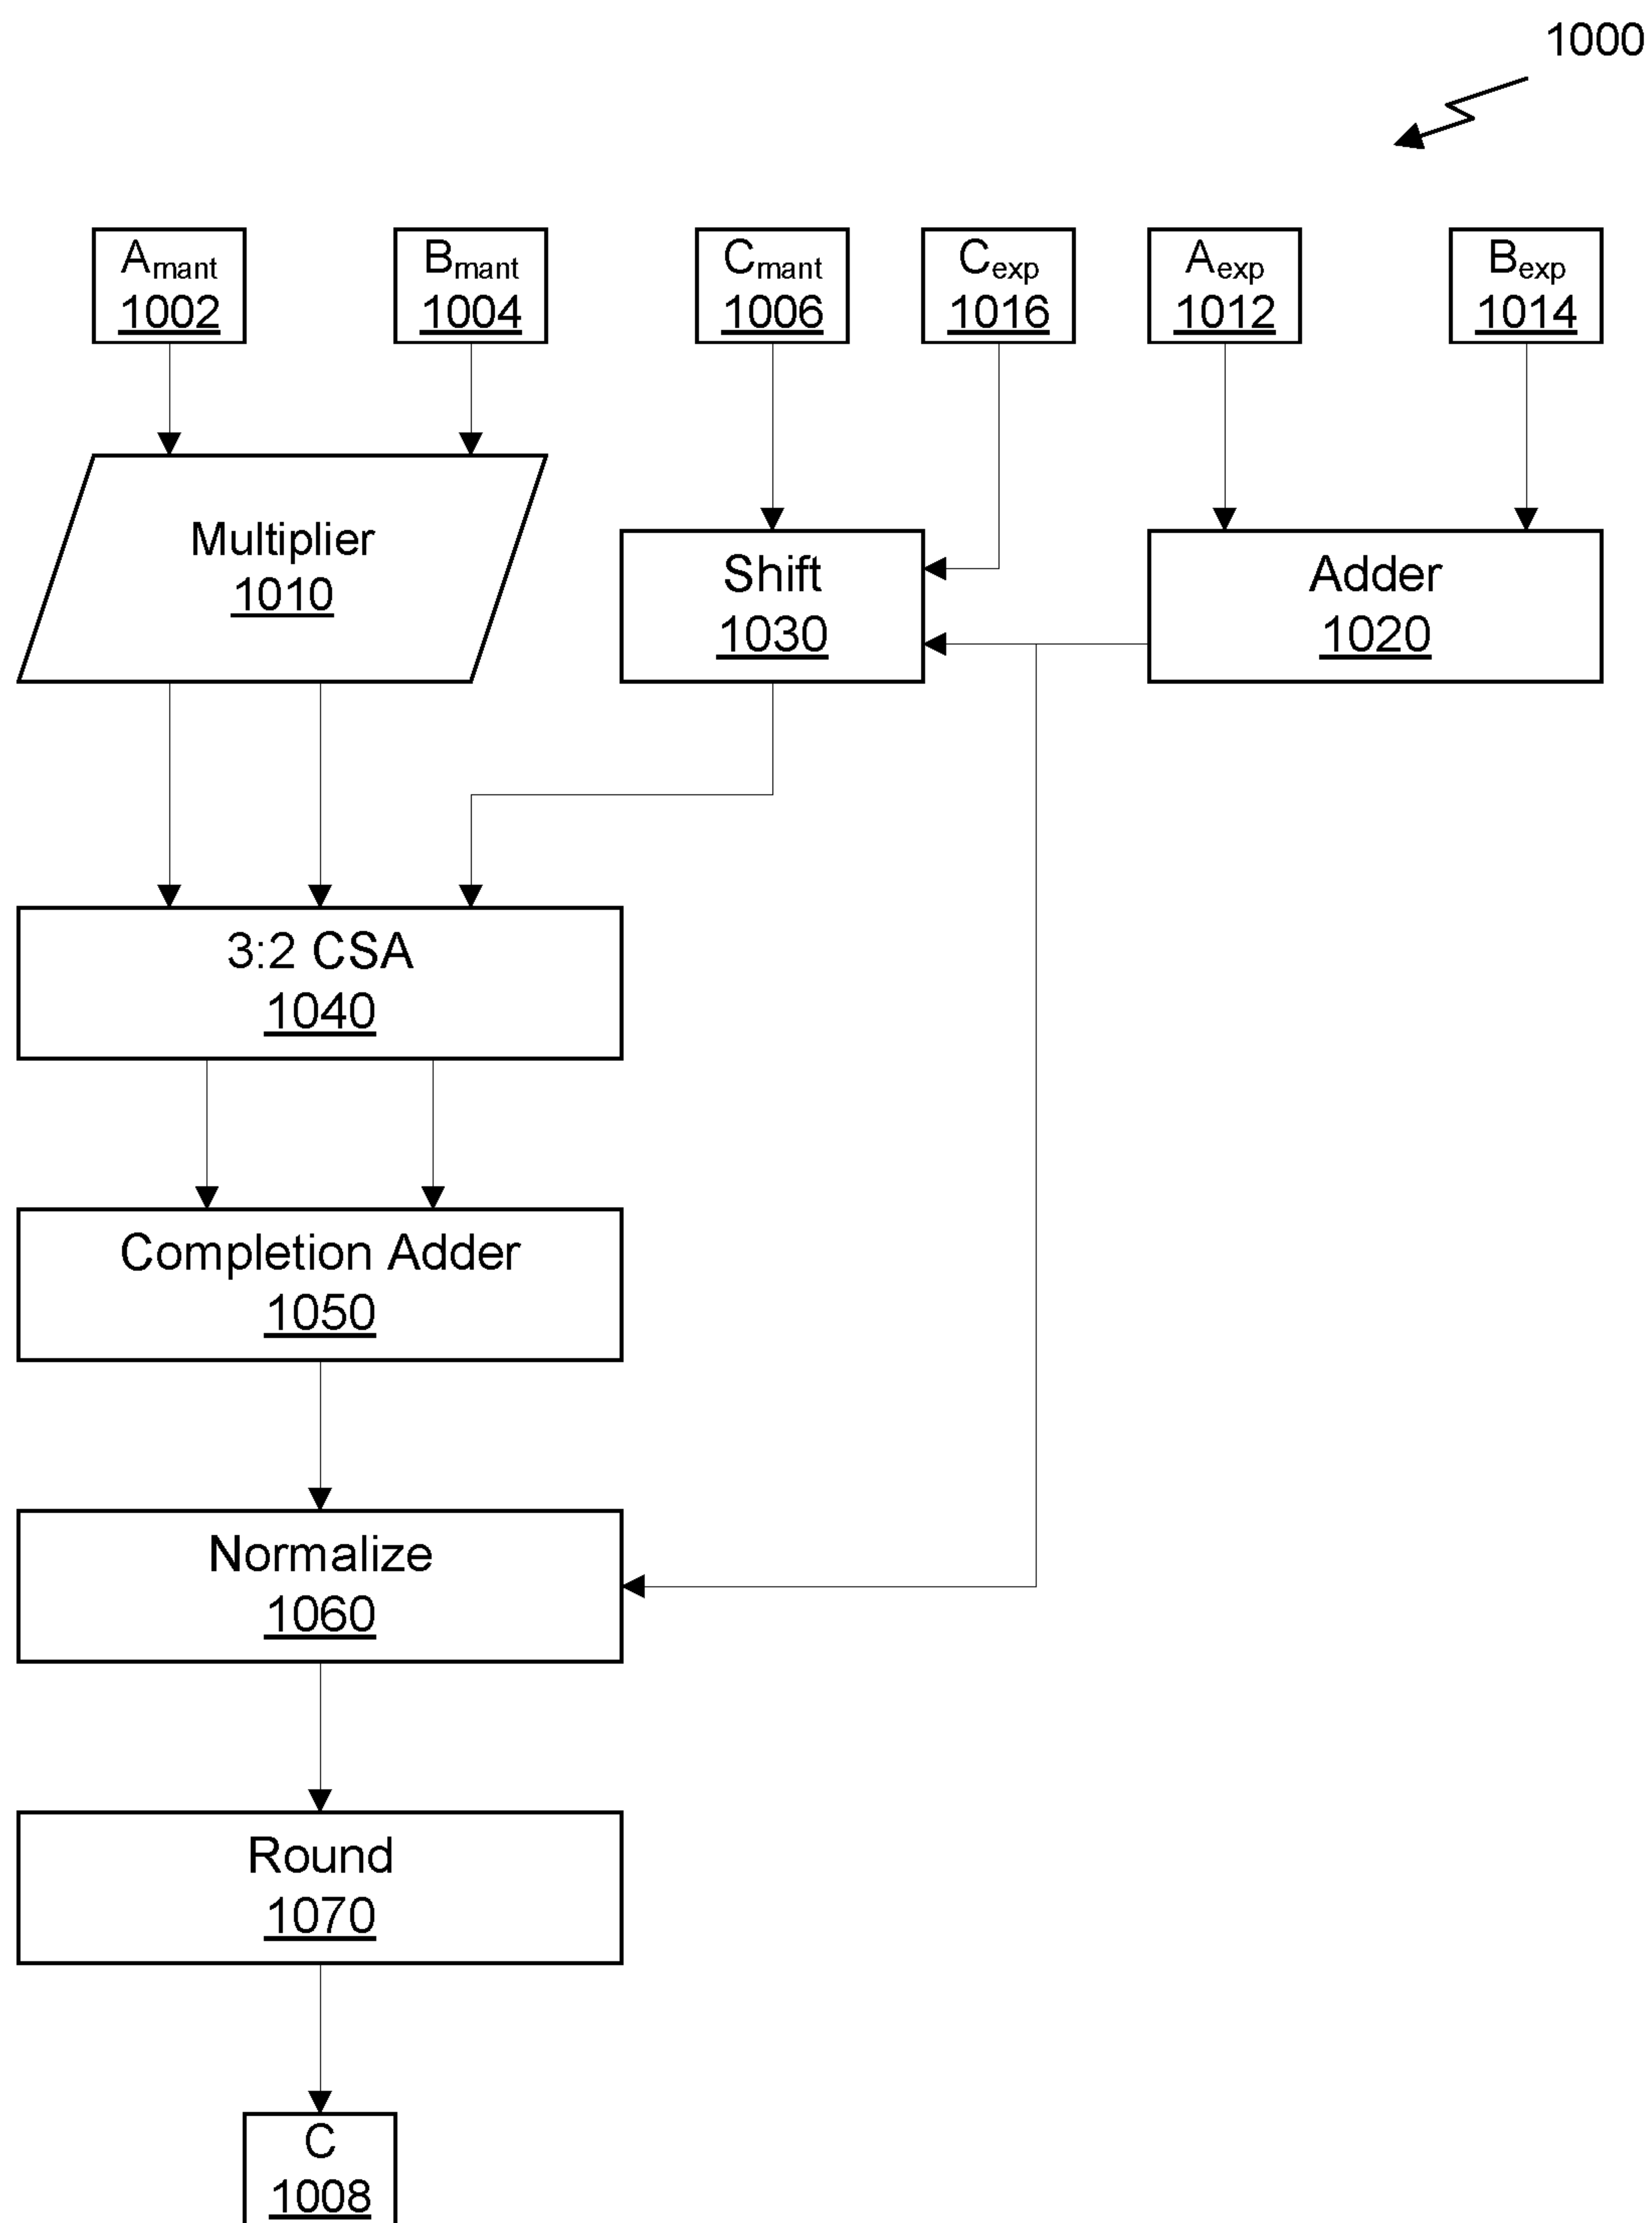 1000
Amant
1002
Bmant
1004
Cmant
1006
Cexp
1016
Aexp
1012
Bexp
1014
Multiplier
1010
Shift
1030
Adder
1020
3:2 CSA
1040
Completion Adder
1050
Normalize
1060
Round
1070
C
1008